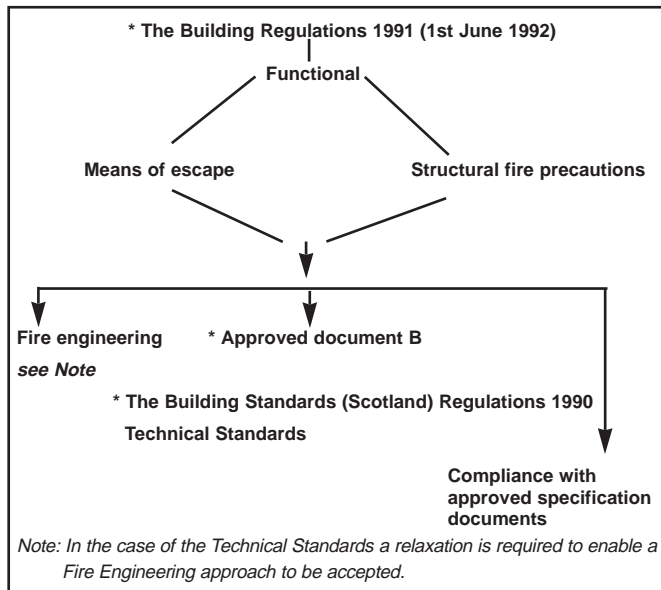 * The Building Regulations 1991 (1st June 1992)
Functional
Means of escape
Structural fire precautions
Fire engineering
see Note
* Approved document B
* The Building Standards (Scotland) Regulations 1990
Technical Standards
Compliance with
approved specification
documents
Note: In the case of the Technical Standards a relaxation is required to enable a
Fire Engineering approach to be accepted.